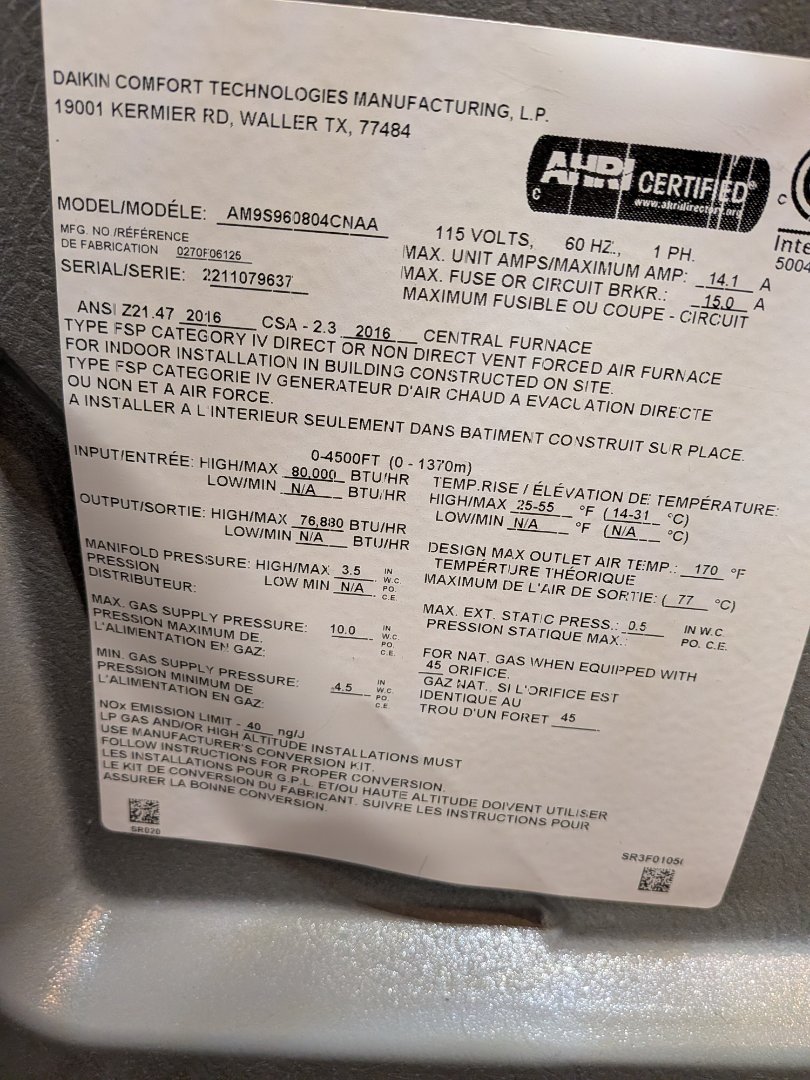 DAIKIN COMFORT TECHNOLOGIES MANUFACTURING, L.P.
19001 KERMIER RD, WALLER TX, 77484
C AHRI CERTIFIED®
www.ahridirectory.org
C
Inte
5004
MODEL/MODÉLE: AM9S960804CNAA
MFG. NO /RÉFÉRENCE
DE FABRICATION 0270F06125
SERIAL/SERIE: 2211079637
115 VOLTS, 60 HZ., 1 PH.
MAX. UNIT AMPS/MAXIMUM AMP: 14.1 A
MAX. FUSE OR CIRCUIT BRKR.: 15.0 A
MAXIMUM FUSIBLE OU COUPE - CIRCUIT
ANSI Z21.47 2016 CSA - 2.3 2016 CENTRAL FURNACE
TYPE FSP CATEGORY IV DIRECT OR NON DIRECT VENT FORCED AIR FURNACE
FOR INDOOR INSTALLATION IN BUILDING CONSTRUCTED ON SITE.
TYPE FSP CATEGORIE IV GENERATEUR D'AIR CHAUD A EVACUATION DIRECTE
OU NON ET A AIR FORCE.
A INSTALLER A L'INTERIEUR SEULEMENT DANS BATIMENT CONSTRUIT SUR PLACE.
0-4500FT (0 - 1370m)
INPUT/ENTRÉE: HIGH/MAX 80,000 BTU/HR
LOW/MIN N/A BTU/HR
OUTPUT/SORTIE: HIGH/MAX 76,880 BTU/HR
LOW/MIN N/A BTU/HR
MANIFOLD PRESSURE: HIGH/MAX 3.5 IN W.C.
PRESSION LOW MIN N/A PO. C.E.
DISTRIBUTEUR:
MAX. GAS SUPPLY PRESSURE: 10.0 IN W.C.
PRESSION MAXIMUM DE PO. C.E.
L'ALIMENTATION EN GAZ:
MIN. GAS SUPPLY PRESSURE: 4.5 IN W.C.
PRESSION MINIMUM DE PO. C.E.
L'ALIMENTATION EN GAZ:
TEMP.RISE / ÉLÉVATION DE TEMPÉRATURE:
HIGH/MAX 25-55 °F (14-31 °C)
LOW/MIN N/A °F (N/A °C)
DESIGN MAX OUTLET AIR TEMP.: 170 °F
TEMPÉRTURE THÉORIQUE
MAXIMUM DE L'AIR DE SORTIE: ( 77 °C)
MAX. EXT. STATIC PRESS.: 0.5 IN W.C.
PRESSION STATIQUE MAX.: PO. C.E.
FOR NAT. GAS WHEN EQUIPPED WITH
45 ORIFICE.
GAZ NAT., SI L'ORIFICE EST
IDENTIQUE AU
TROU D'UN FORET 45
NOx EMISSION LIMIT - 40 ng/J
LP GAS AND/OR HIGH ALTITUDE INSTALLATIONS MUST
USE MANUFACTURER'S CONVERSION KIT.
FOLLOW INSTRUCTIONS FOR PROPER CONVERSION.
LES INSTALLATIONS POUR G.P.L. ET/OU HAUTE ALTITUDE DOIVENT UTILISER
LE KIT DE CONVERSION DU FABRICANT. SUIVRE LES INSTRUCTIONS POUR
ASSURER LA BONNE CONVERSION.
SR020
SR3F0105